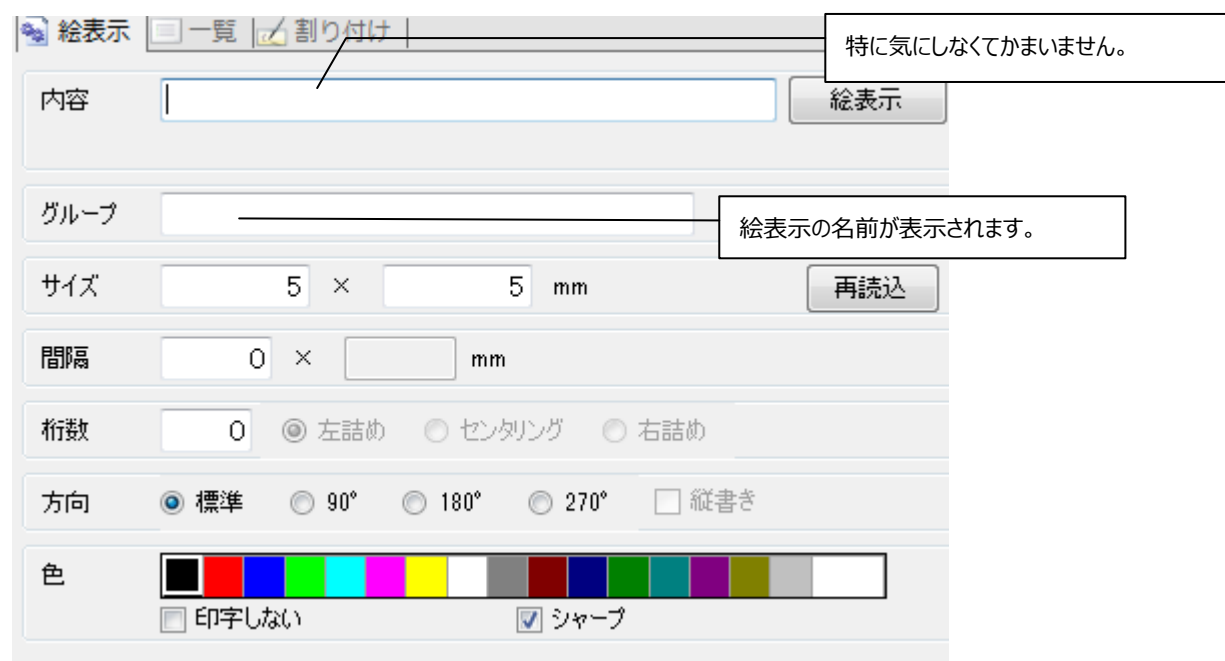 絵表示 一覧 割り付け
特に気にしなくてかまいません。
内容 絵表示
グループ
絵表示の名前が表示されます。
サイズ 5 × 5 mm 再読込
間隔 0 × mm
桁数 0 左詰め センタリング 右詰め
方向 標準 90° 180° 270° 縦書き
色
印字しない シャープ